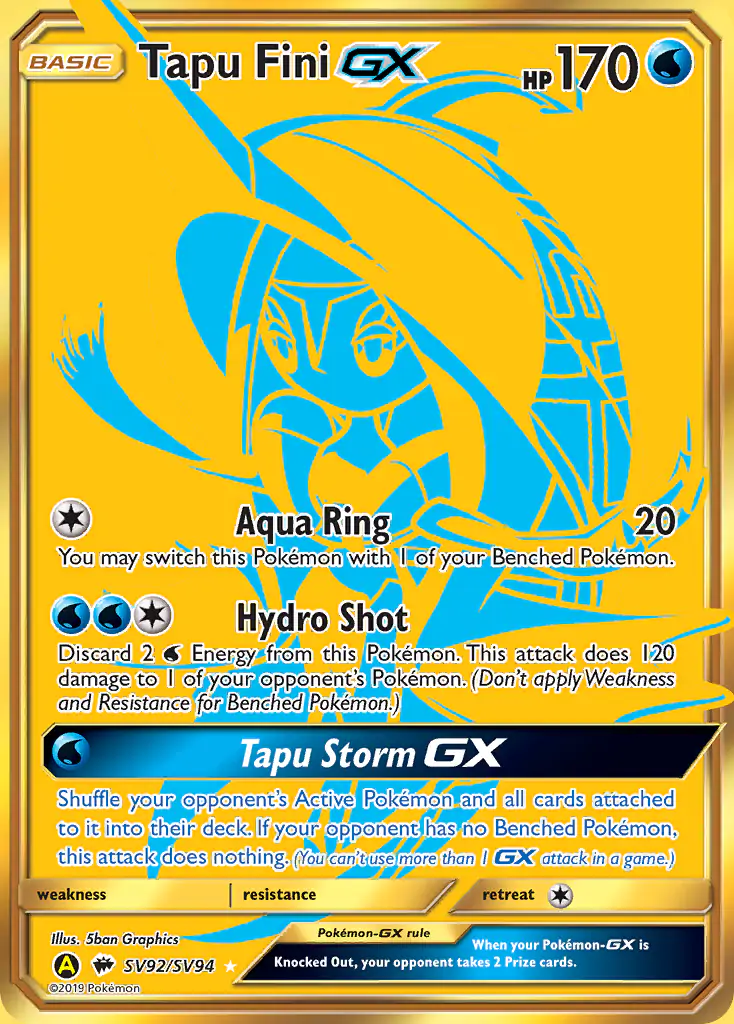 BASIC Tapu Fini GX HP 170
Aqua Ring 20
You may switch this Pokémon with 1 of your Benched Pokémon.
Hydro Shot
Discard 2 Energy from this Pokémon. This attack does 120
damage to 1 of your opponent's Pokémon. (Don't apply Weakness
and Resistance for Benched Pokémon.)
Tapu Storm GX
Shuffle your opponent's Active Pokémon and all cards attached
to it into their deck. If your opponent has no Benched Pokémon,
this attack does nothing. (You can't use more than 1 GX attack in a game.)
weakness resistance retreat
Illus. 5ban Graphics
A SV92/SV94
©2019 Pokémon
Pokémon-GX rule
When your Pokémon-GX is
Knocked Out, your opponent takes 2 Prize cards.